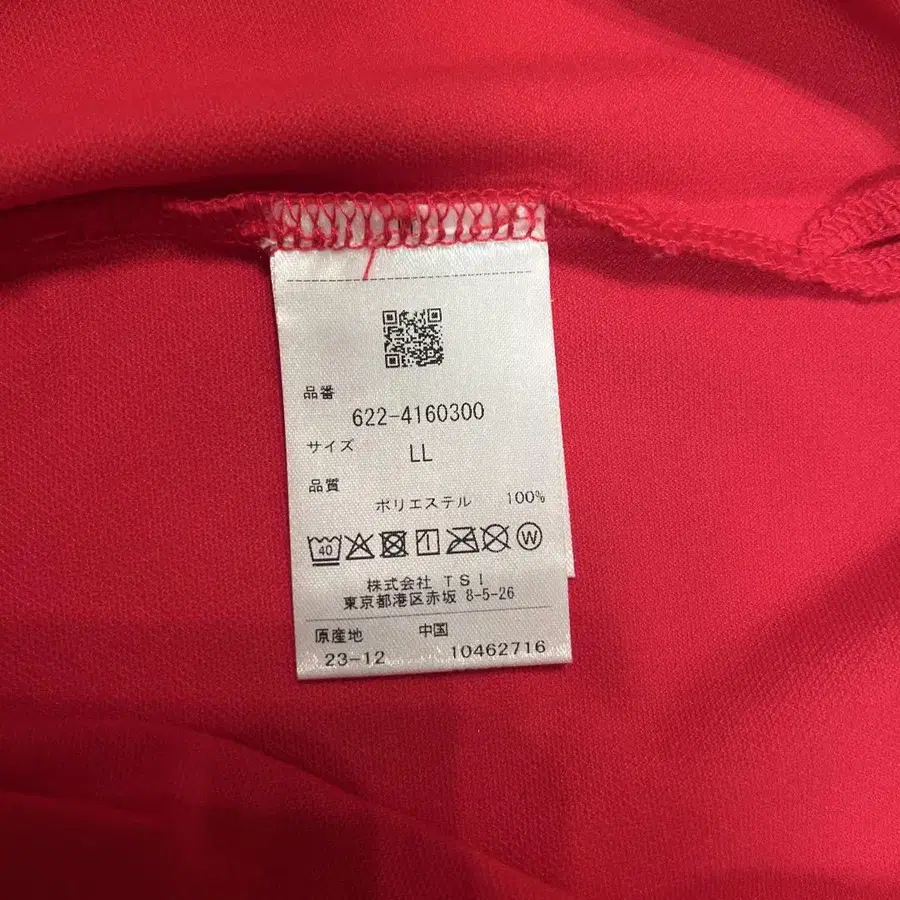 品番
622-4160300
サイズ
LL
品質
ポリエステル 100%
40
W
株式会社 TSI
東京都港区赤坂 8-5-26
原産地 中国
23-12 10462716